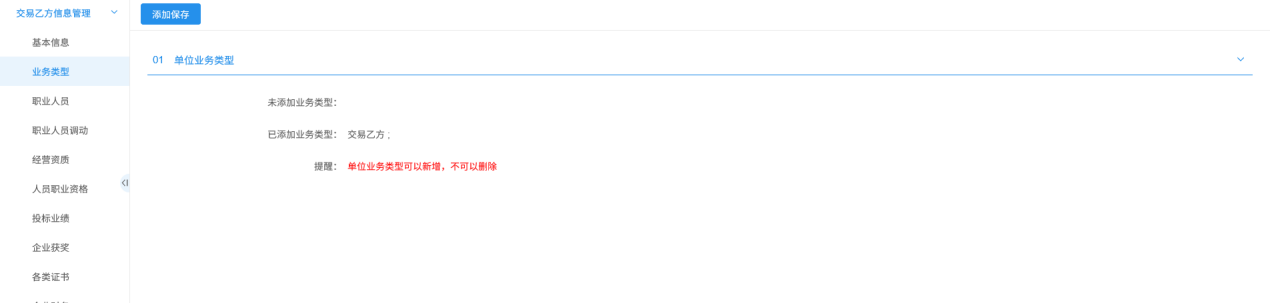 交易乙方信息管理
添加保存
基本信息
业务类型
职业人员
职业人员调动
经营资质
人员职业资格
投标业绩
企业获奖
各类证书
01 单位业务类型
未添加业务类型：
已添加业务类型： 交易乙方；
提醒： 单位业务类型可以新增，不可以删除